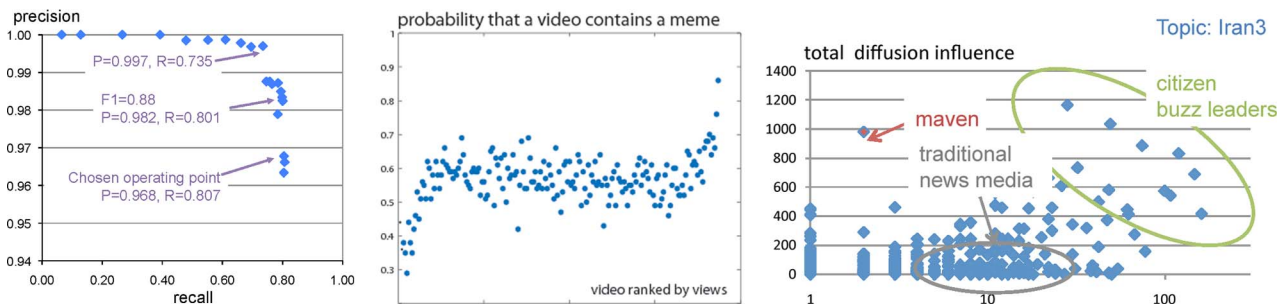 precision
1.00
0.99
0.98
0.97
0.96
0.95
0.94
0.00
0.20
0.40
0.60
0.80
1.00
recall
P=0.997, R=0.735
F1=0.88
P=0.982, R=0.801
Chosen operating point
P=0.968, R=0.807
probability that a video contains a meme
1
0.9
0.8
0.7
0.6
0.5
0.4
0.3
video ranked by views
Topic: Iran3
total diffusion influence
1400
1200
1000
800
600
400
200
0
1
10
100
citizen
buzz leaders
maven
traditional
news media